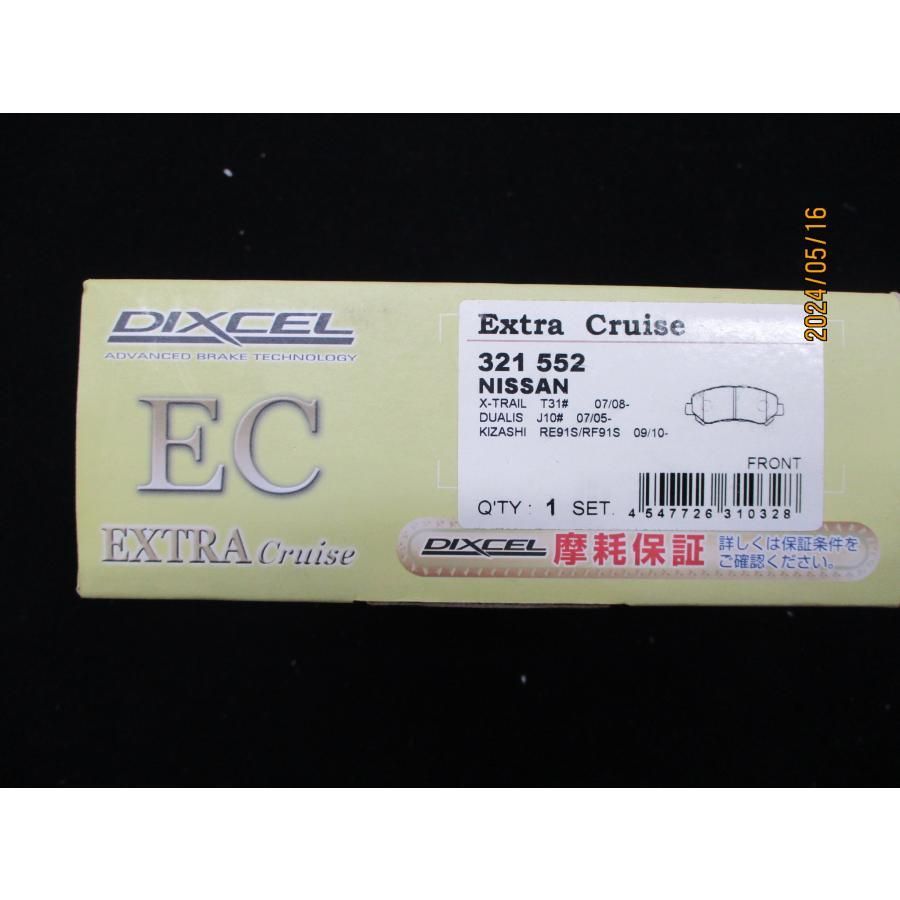 DIXCEL
ADVANCED BRAKE TECHNOLOGY
EC
EXTRA Cruise
Extra Cruise
321 552
NISSAN
X-TRAIL T31# 07/08-
DUALIS J10# 07/05-
KIZASHI RE91S/RF91S 09/10-
FRONT
Q'TY : 1 SET.
4 547726 310328
DIXCEL 摩耗保証 詳しくは保証条件を
ご確認ください。
2024/05/16